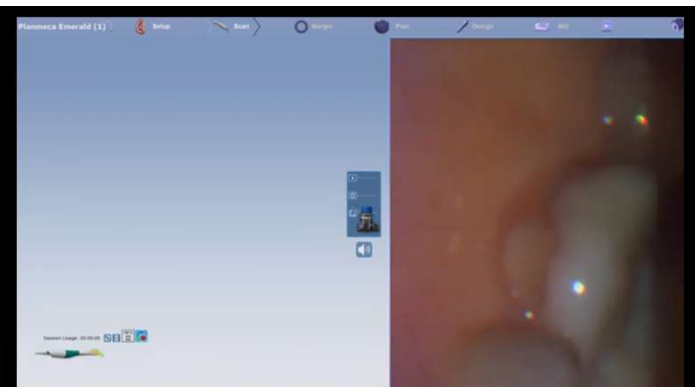 Planmeca Emerald (1) Setup Scan Margin Prep Design Mill
Session Usage: 00:00:00